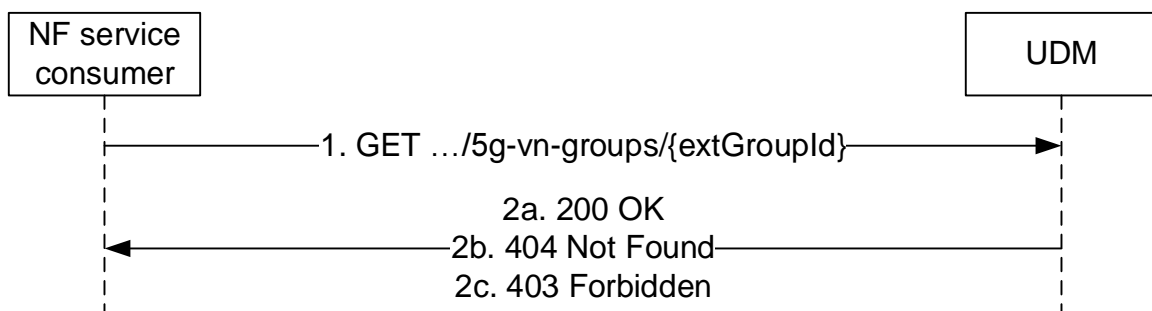 NF service
consumer
UDM
1. GET …/5g-vn-groups/{extGroupId}
2a. 200 OK
2b. 404 Not Found
2c. 403 Forbidden